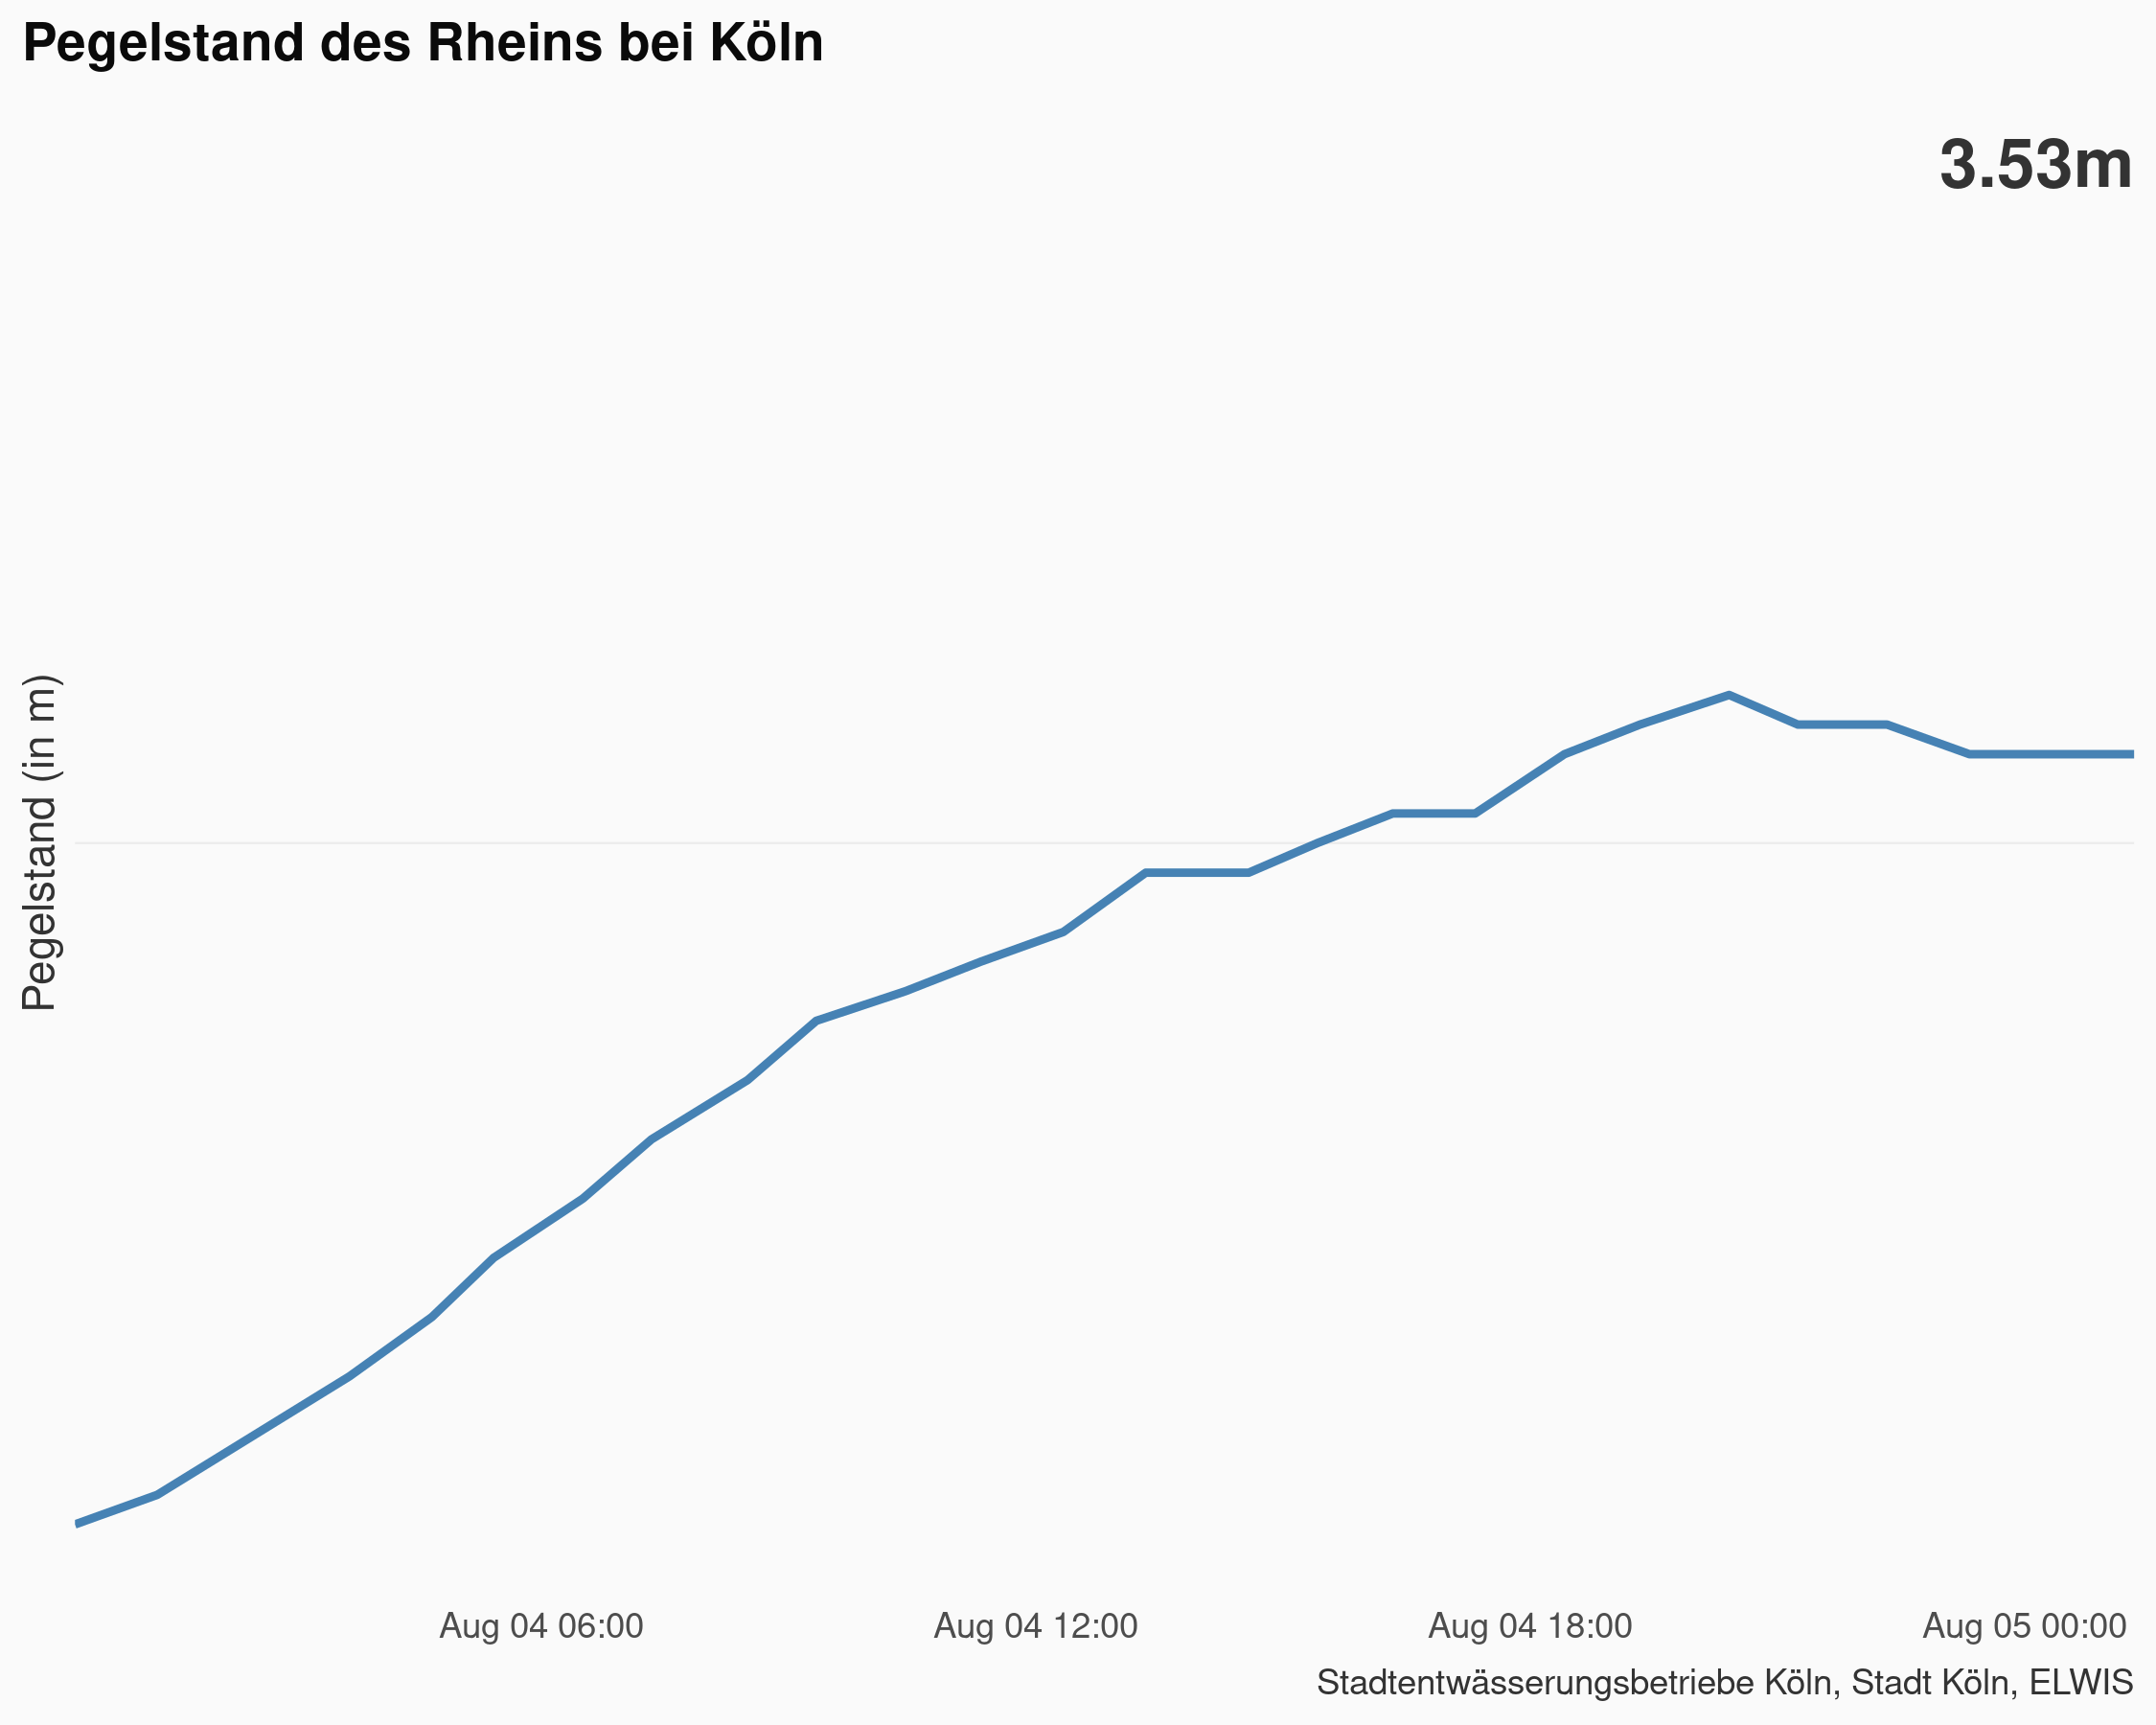 Pegelstand des Rheins bei Köln
3.53m
Pegelstand (in m)
Aug 04 06:00
Aug 04 12:00
Aug 04 18:00
Aug 05 00:00
Stadtentwässerungsbetriebe Köln, Stadt Köln, ELWIS